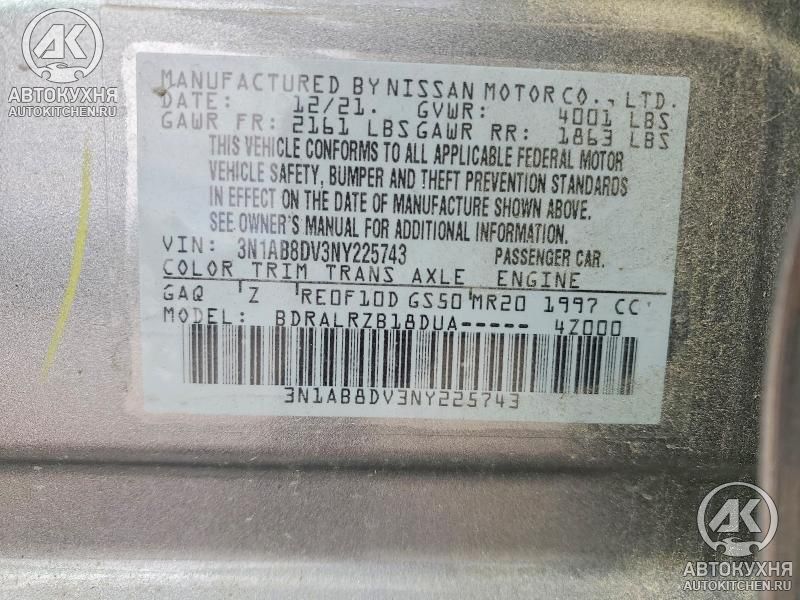 AK
АВТОКУХНЯ
AUTOKITCHEN.RU
MANUFACTURED BY NISSAN MOTOR CO., LTD.
DATE: 12/21. GVWR: 4001 LBS
GAWR FR: 2161 LBS GAWR RR: 1863 LBS
THIS VEHICLE CONFORMS TO ALL APPLICABLE FEDERAL MOTOR
VEHICLE SAFETY, BUMPER AND THEFT PREVENTION STANDARDS
IN EFFECT ON THE DATE OF MANUFACTURE SHOWN ABOVE.
SEE OWNER'S MANUAL FOR ADDITIONAL INFORMATION.
VIN: 3N1AB8DV3NY225743 PASSENGER CAR.
COLOR TRIM TRANS AXLE ENGINE
GAQ Z RE0F10D GS50 MR20 1997 CC
MODEL: BDRALRZB18DUA----- 4Z000
3N1AB8DV3NY225743
AK
АВТОКУХНЯ
AUTOKITCHEN.RU